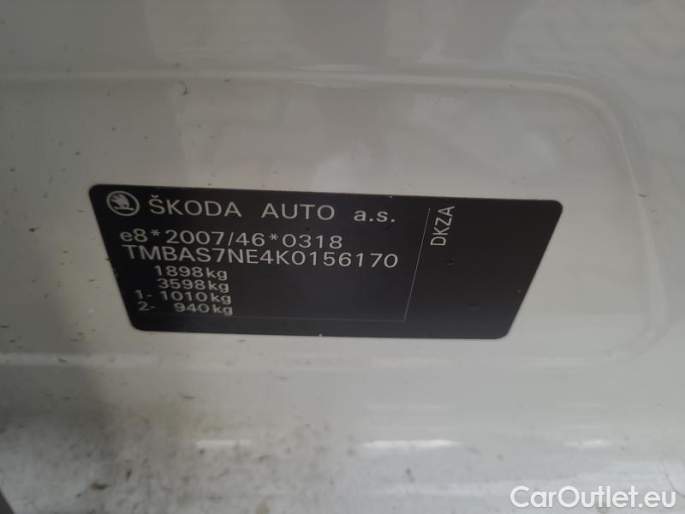 ŠKODA AUTO a.s.
e8*2007/46*0318
TMBAS7NE4K0156170
1898kg
3598kg
1- 1010kg
2- 940kg
DKZA
CarOutlet.eu